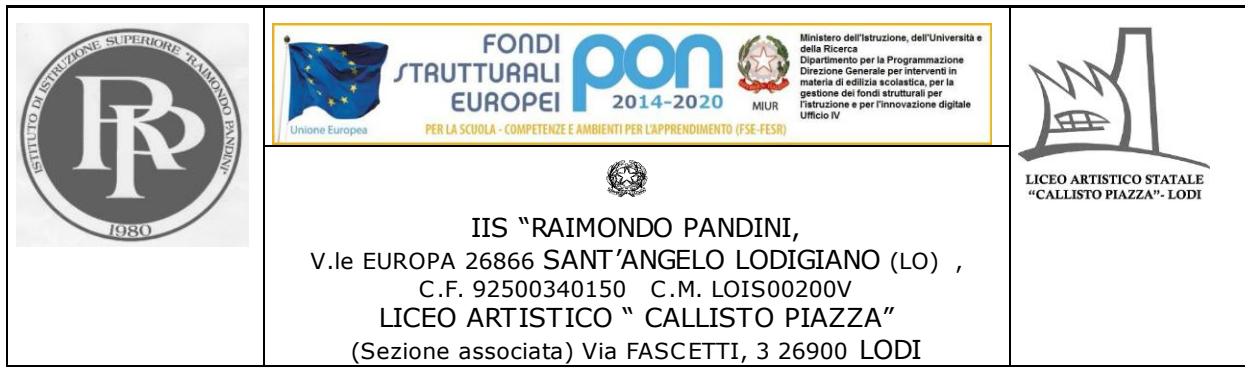 ISTITUTO DI ISTRUZIONE SUPERIORE "RAIMONDO PANDINI"
1980
Unione Europea
FONDI
STRUTTURALI
EUROPEI
pon
2014-2020
MIUR
Ministero dell'Istruzione, dell'Università e
della Ricerca
Dipartimento per la Programmazione
Direzione Generale per interventi in
materia di edilizia scolastica, per la
gestione dei fondi strutturali per
l'istruzione e per l'innovazione digitale
Ufficio IV
PER LA SCUOLA - COMPETENZE E AMBIENTI PER L'APPRENDIMENTO (FSE-FESR)
IIS “RAIMONDO PANDINI,
V.le EUROPA 26866 SANT’ANGELO LODIGIANO (LO) ,
C.F. 92500340150 C.M. LOIS00200V
LICEO ARTISTICO “ CALLISTO PIAZZA”
(Sezione associata) Via FASCETTI, 3 26900 LODI
LICEO ARTISTICO STATALE
“CALLISTO PIAZZA”- LODI